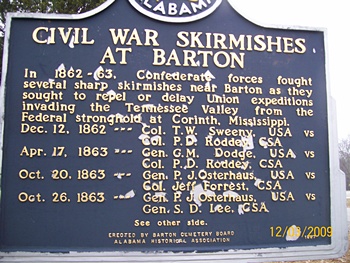 ALABAMA
CIVIL WAR SKIRMISHES
AT BARTON
In 1862-63, Confederate forces fought
several sharp skirmishes near Barton as they
sought to repel or delay Union expeditions
invading the Tennessee Valley from the
Federal stronghold at Corinth, Mississippi.
Dec. 12, 1862 --- Col. T.W. Sweeny, USA vs
Col. P.D. Roddey, CSA
Apr. 17, 1863 --- Gen. G.M. Dodge, USA vs
Col. P.D. Roddey, CSA
Oct. 20, 1863 --- Gen. P.J. Osterhaus, USA vs
Col. Jeff Forrest, CSA
Oct. 26, 1863 --- Gen. P.J. Osterhaus, USA vs
Gen. S.D. Lee, CSA
See other side.
ERECTED BY BARTON CEMETERY BOARD
ALABAMA HISTORICAL ASSOCIATION